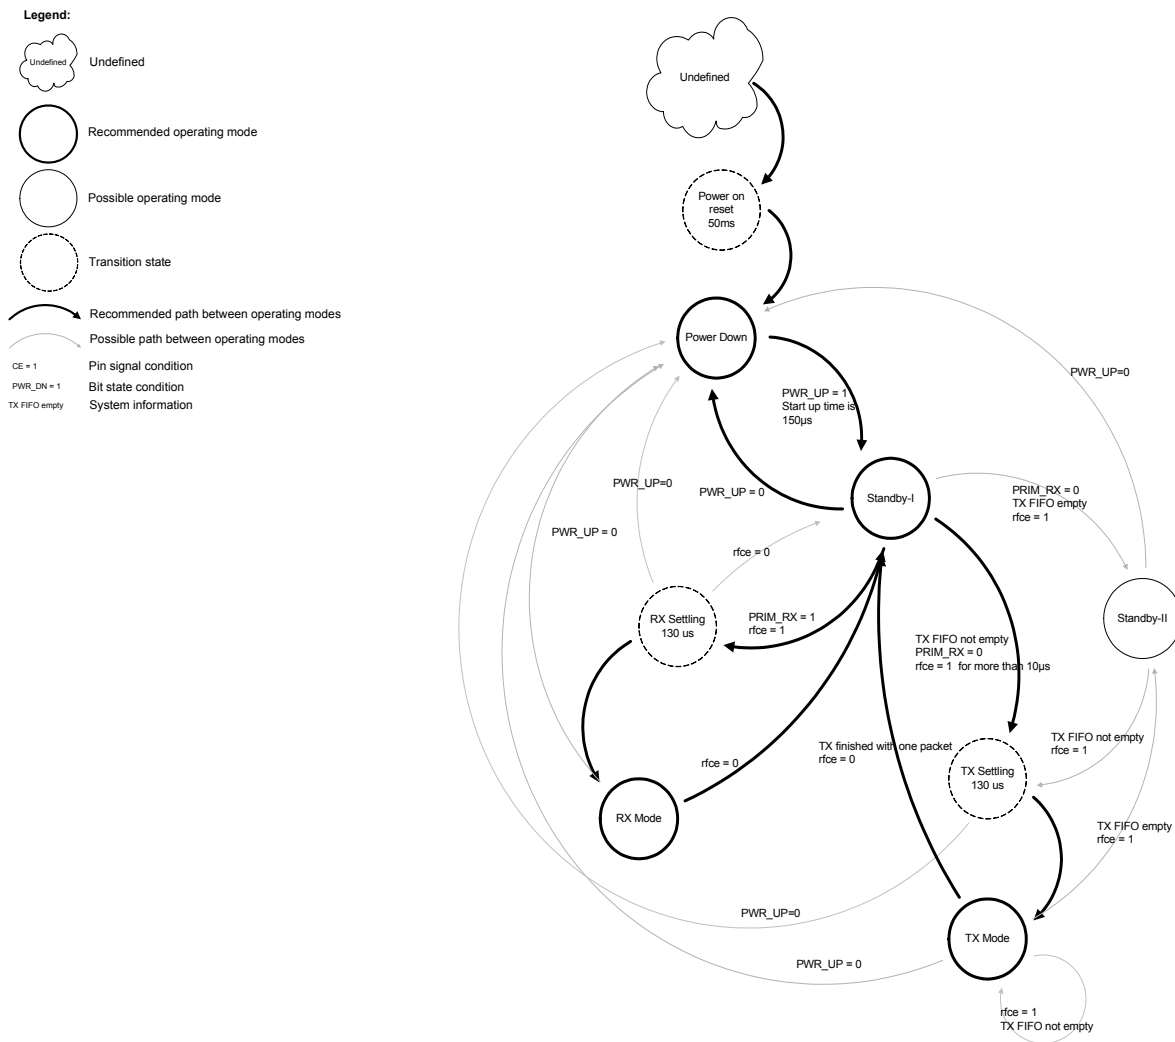 Legend:
Undefined
Undefined
Recommended operating mode
Possible operating mode
Transition state
Recommended path between operating modes
Possible path between operating modes
CE = 1
Pin signal condition
PWR_DN = 1
Bit state condition
TX FIFO empty
System information
Undefined
Power on
reset
50ms
Power Down
PWR_UP=0
PWR_UP = 1
Start up time is
150µs
PWR_UP=0
PWR_UP = 0
Standby-I
PRIM_RX = 0
TX FIFO empty
rfce = 1
PWR_UP = 0
rfce = 0
RX Settling
130 us
PRIM_RX = 1
rfce = 1
Standby-II
TX FIFO not empty
PRIM_RX = 0
rfce = 1 for more than 10µs
TX FIFO not empty
rfce = 1
TX finished with one packet
rfce = 0
rfce = 0
TX Settling
130 us
RX Mode
TX FIFO empty
rfce = 1
PWR_UP=0
TX Mode
PWR_UP = 0
rfce = 1
TX FIFO not empty